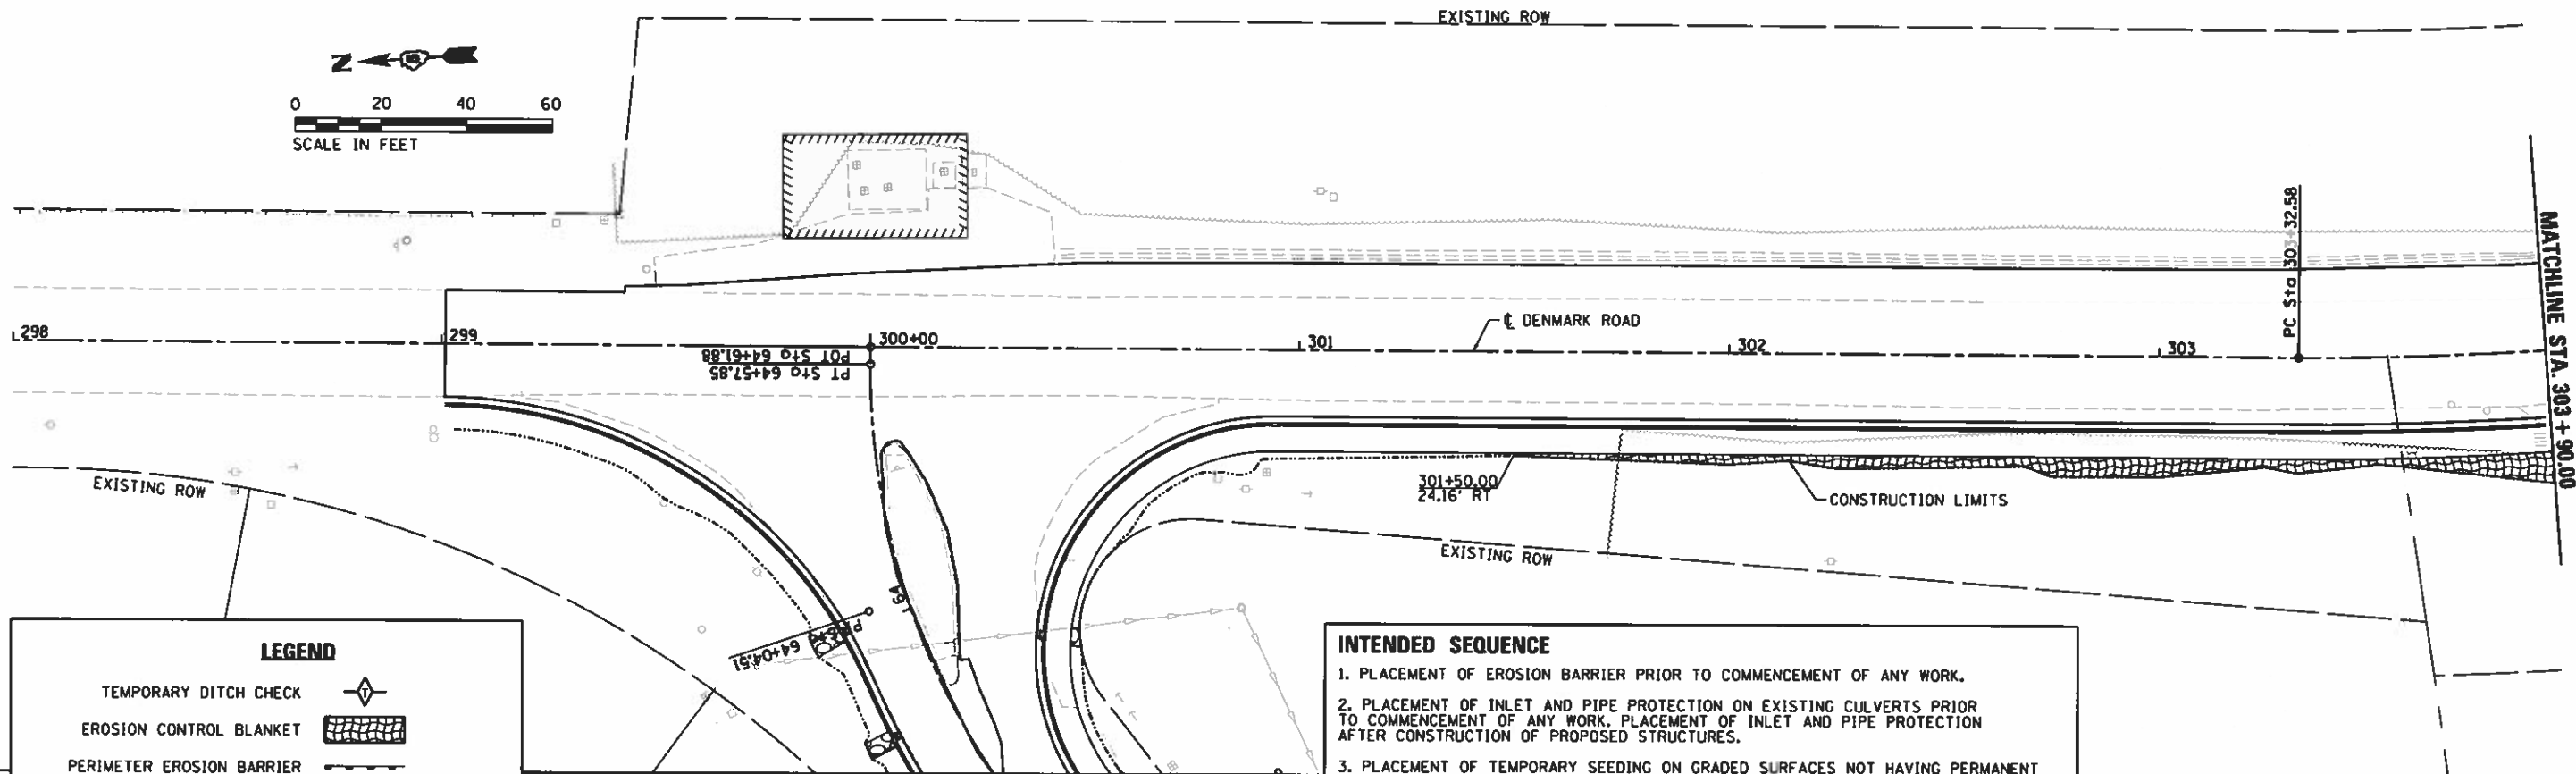 EXISTING ROW
N
0 20 40 60
SCALE IN FEET
PC Sta 303+32.58
MATCHLINE STA. 303 + 90.00
298
299
300+00
301
302
303
℄ DENMARK ROAD
POT Sta 64+61.88
PT Sta 64+57.85
EXISTING ROW
301+50.00
24.16' RT
CONSTRUCTION LIMITS
EXISTING ROW
64
64+04.51
LEGEND
TEMPORARY DITCH CHECK
T
EROSION CONTROL BLANKET
PERIMETER EROSION BARRIER
INTENDED SEQUENCE
1. PLACEMENT OF EROSION BARRIER PRIOR TO COMMENCEMENT OF ANY WORK.
2. PLACEMENT OF INLET AND PIPE PROTECTION ON EXISTING CULVERTS PRIOR
TO COMMENCEMENT OF ANY WORK. PLACEMENT OF INLET AND PIPE PROTECTION
AFTER CONSTRUCTION OF PROPOSED STRUCTURES.
3. PLACEMENT OF TEMPORARY SEEDING ON GRADED SURFACES NOT HAVING PERMANENT